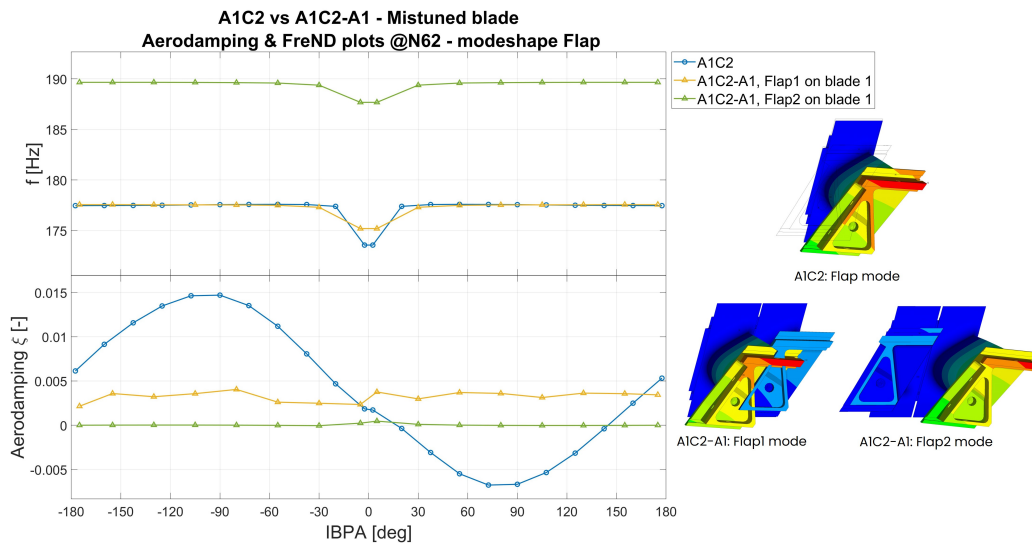 A1C2 vs A1C2-A1 - Mistuned blade
Aerodamping & FreND plots @N62 - modeshape Flap
A1C2
A1C2-A1, Flap1 on blade 1
A1C2-A1, Flap2 on blade 1
f [Hz]
190
185
180
175
A1C2: Flap mode
Aerodamping ξ [-]
0.015
0.01
0.005
0
-0.005
A1C2-A1: Flap1 mode
A1C2-A1: Flap2 mode
-180 -150 -120 -90 -60 -30 0 30 60 90 120 150 180
IBPA [deg]